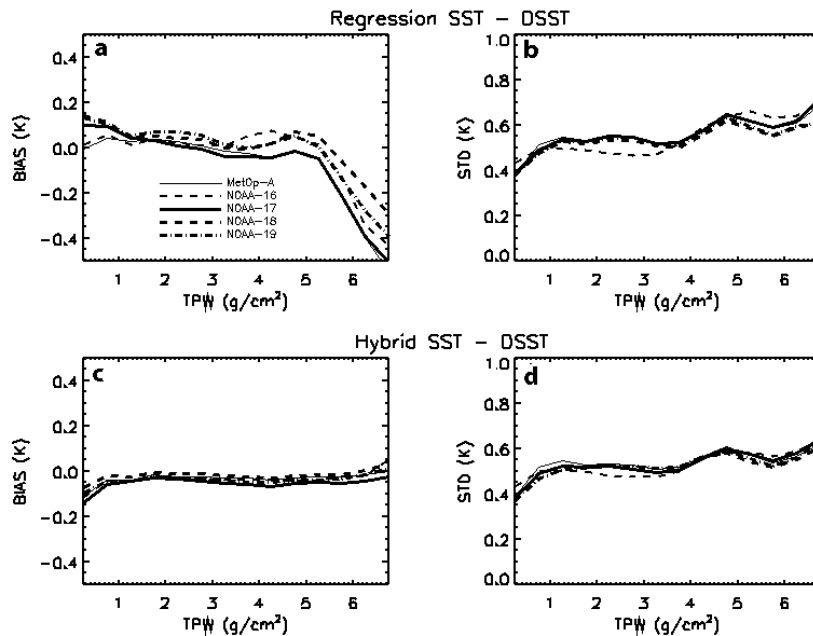 Regression SST – DSST
a
0.4
0.2
0.0
−0.2
−0.4
BIAS (K)
MetOp-A
NOAA-16
NOAA-17
NOAA-18
NOAA-19
1 2 3 4 5 6
TPW (g/cm²)
b
1.0
0.8
0.6
0.4
0.2
0.0
STD (K)
1 2 3 4 5 6
TPW (g/cm²)
Hybrid SST – DSST
c
0.4
0.2
0.0
−0.2
−0.4
BIAS (K)
1 2 3 4 5 6
TPW (g/cm²)
d
1.0
0.8
0.6
0.4
0.2
0.0
STD (K)
1 2 3 4 5 6
TPW (g/cm²)